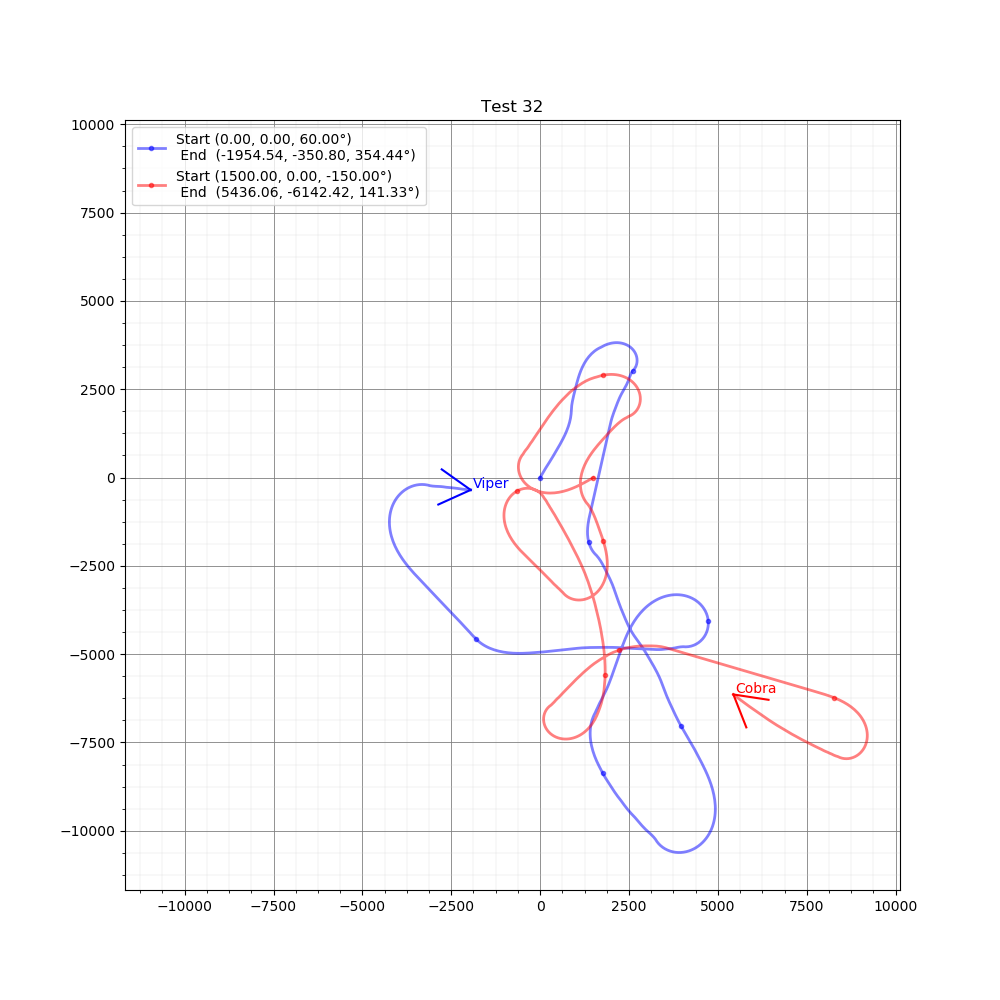 Test 32
Start (0.00, 0.00, 60.00°)
End (-1954.54, -350.80, 354.44°)
Start (1500.00, 0.00, -150.00°)
End (5436.06, -6142.42, 141.33°)
10000
7500
5000
2500
0
−2500
−5000
−7500
−10000
Viper
Cobra
−10000 −7500 −5000 −2500 0 2500 5000 7500 10000